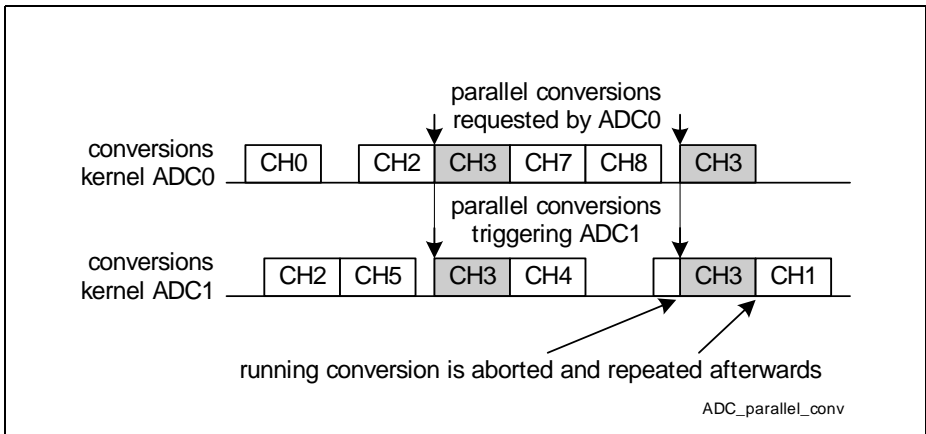 parallel conversions
requested by ADC0
conversions
kernel ADC0
CH0 CH2 CH3 CH7 CH8 CH3
parallel conversions
triggering ADC1
conversions
kernel ADC1
CH2 CH5 CH3 CH4 CH3 CH1
running conversion is aborted and repeated afterwards
ADC_parallel_conv